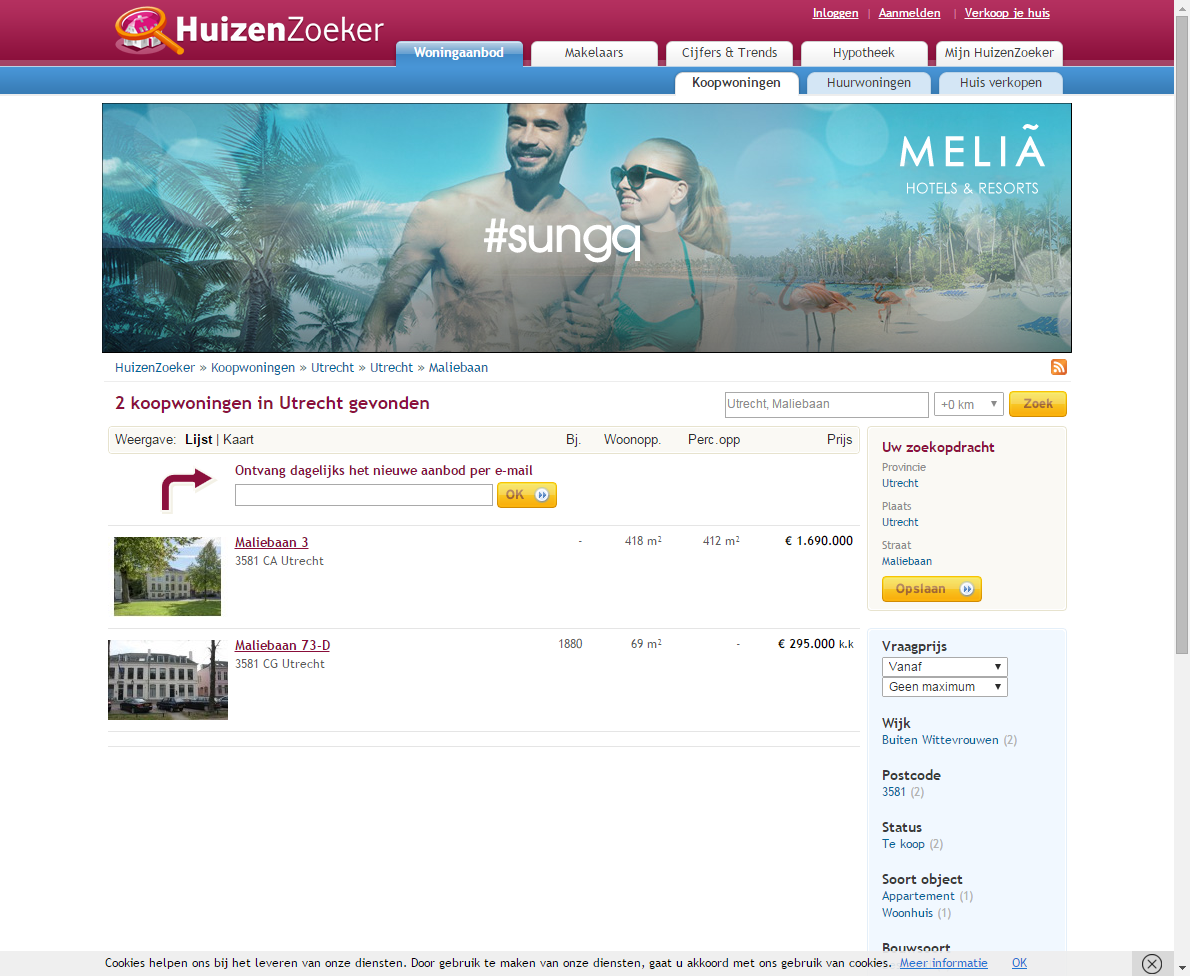 HuizenZoeker
Inloggen | Aanmelden | Verkoop je huis
Woningaanbod Makelaars Cijfers & Trends Hypotheek Mijn HuizenZoeker
Koopwoningen Huurwoningen Huis verkopen
MELIÃ
HOTELS & RESORTS
#sungq
HuizenZoeker » Koopwoningen » Utrecht » Utrecht » Maliebaan
2 koopwoningen in Utrecht gevonden
Utrecht, Maliebaan +0 km Zoek
Weergave: Lijst | Kaart Bj. Woonopp. Perc.opp Prijs
Ontvang dagelijks het nieuwe aanbod per e-mail
OK
Maliebaan 3 - 418 m² 412 m² € 1.690.000
3581 CA Utrecht
Maliebaan 73-D 1880 69 m² - € 295.000 k.k
3581 CG Utrecht
Uw zoekopdracht
Provincie
Utrecht
Plaats
Utrecht
Straat
Maliebaan
Opslaan
Vraagprijs
Vanaf
Geen maximum
Wijk
Buiten Wittevrouwen (2)
Postcode
3581 (2)
Status
Te koop (2)
Soort object
Appartement (1)
Woonhuis (1)
Bouwsoort
Cookies helpen ons bij het leveren van onze diensten. Door gebruik te maken van onze diensten, gaat u akkoord met ons gebruik van cookies. Meer informatie OK